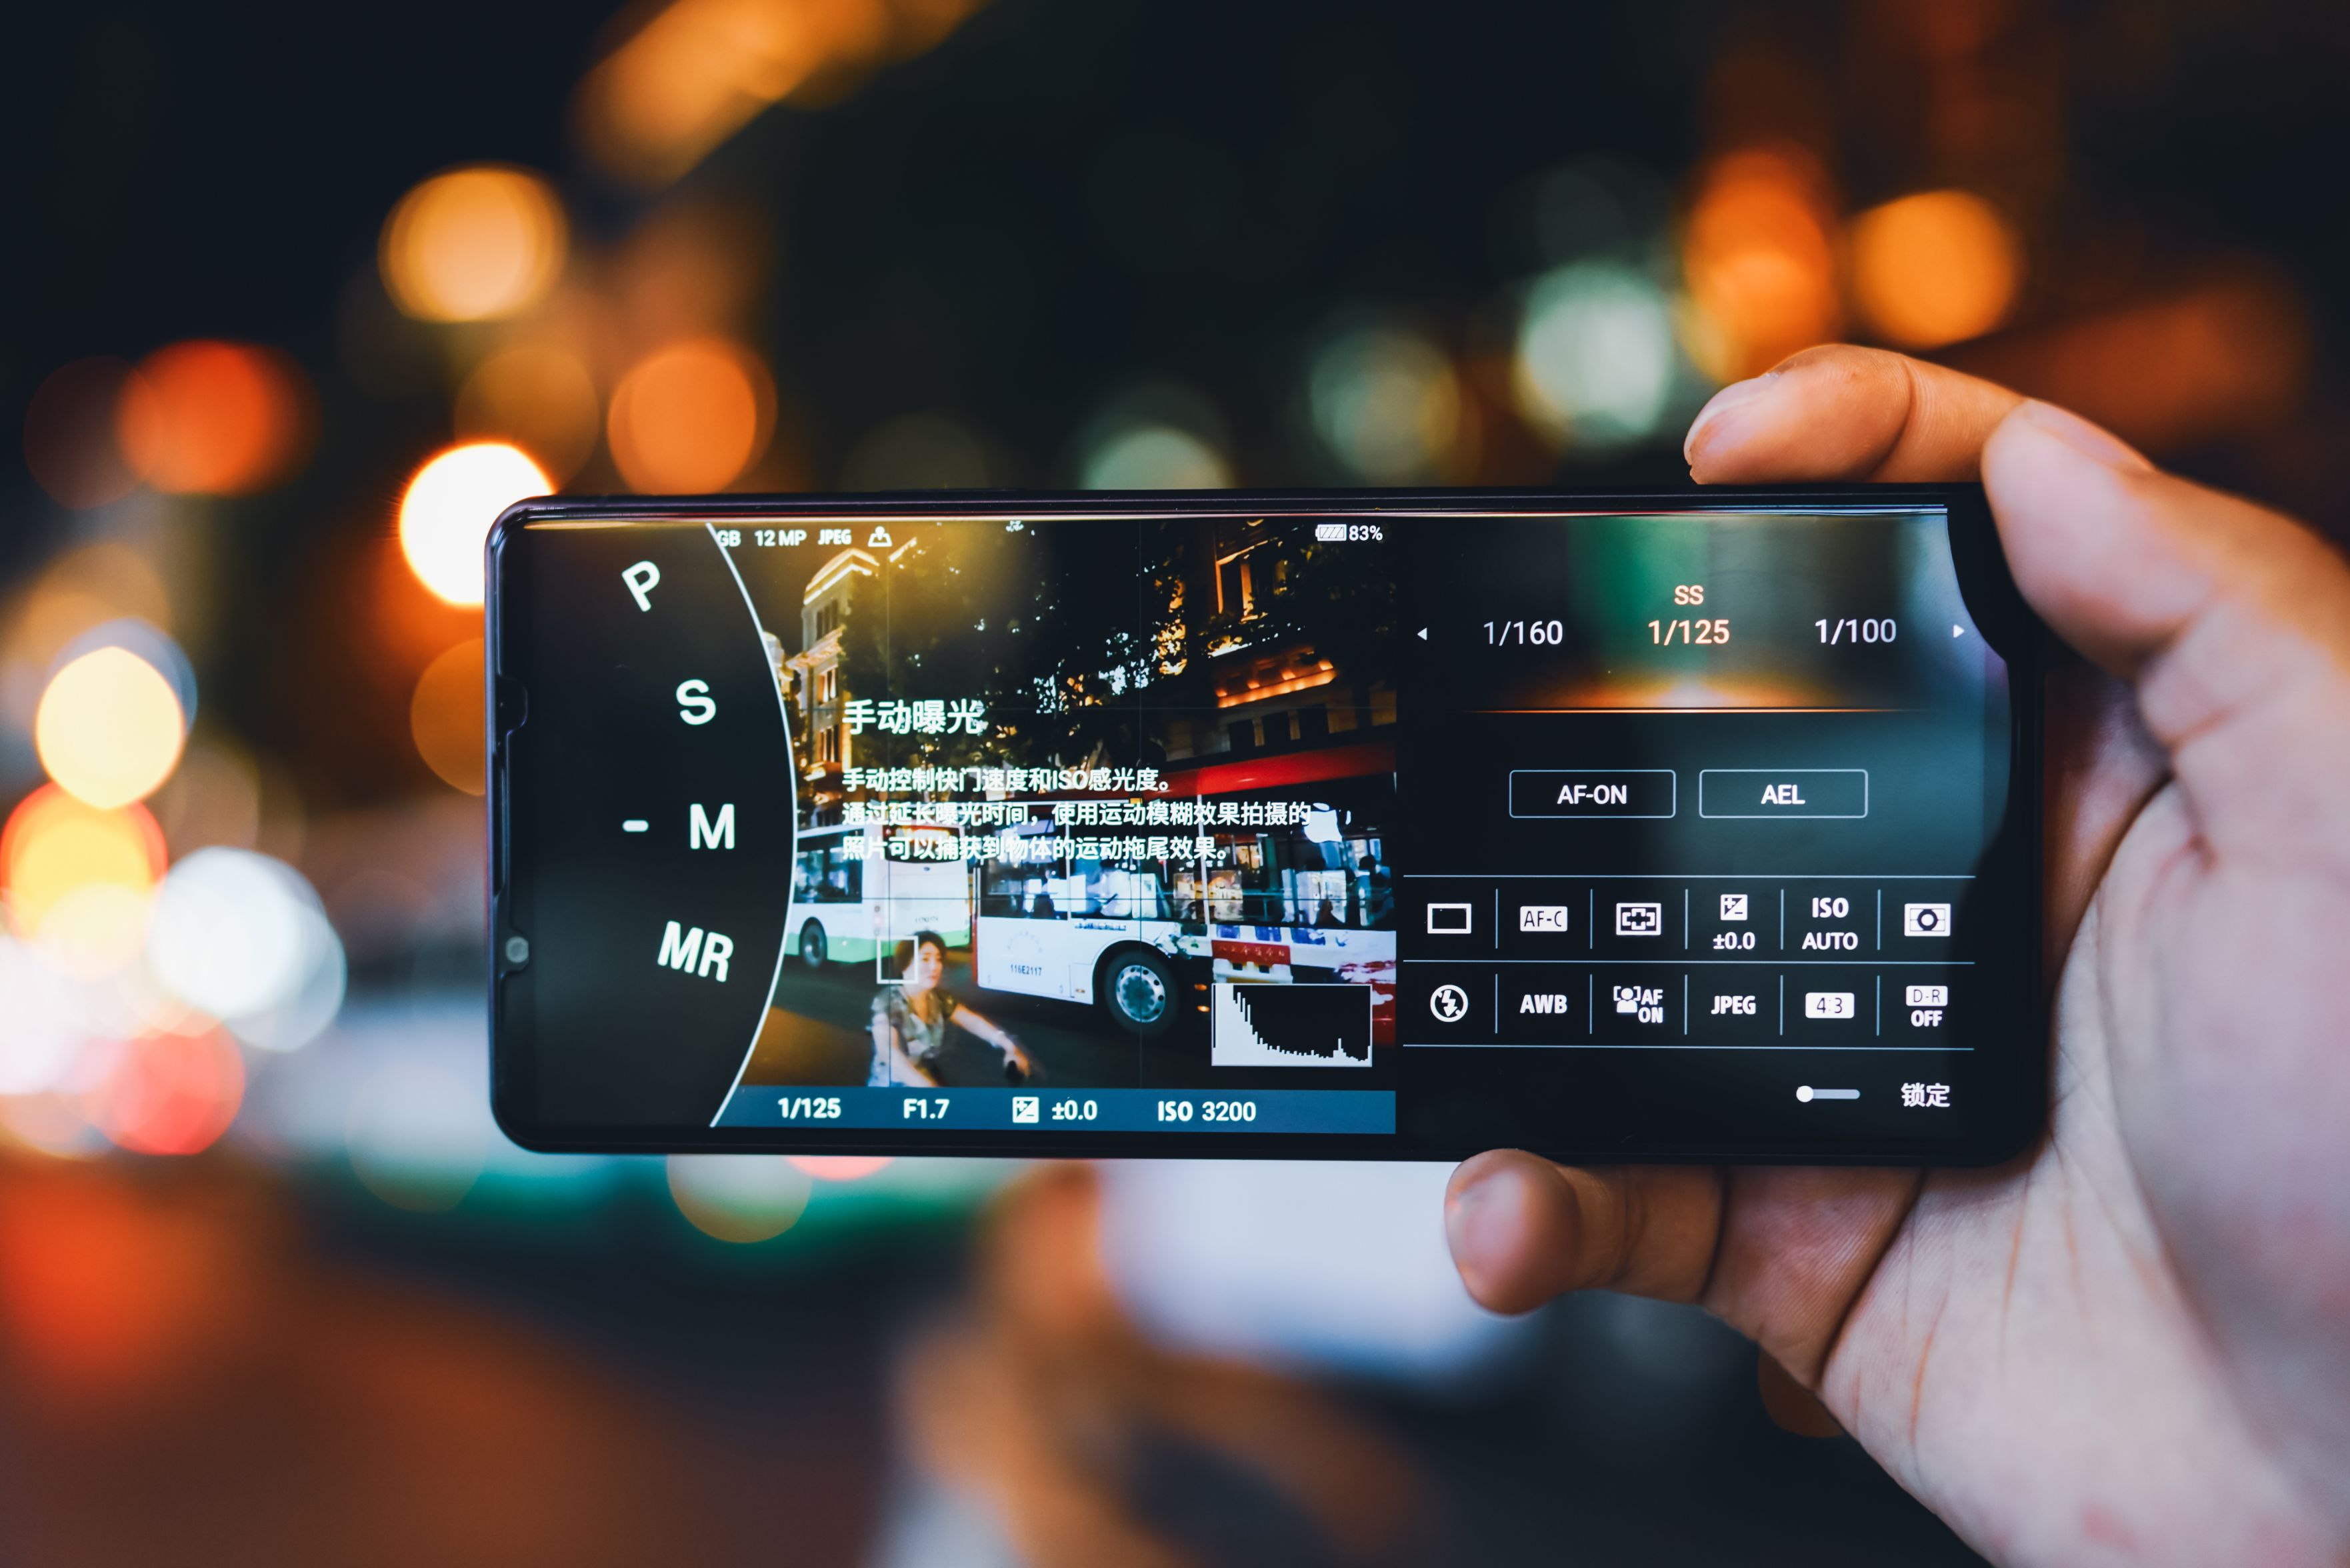 GB 12 MP JPEG
83%
P
S
- M
MR
手动曝光
手动控制快门速度和ISO感光度。
通过延长曝光时间，使用运动模糊效果拍摄的
照片可以捕获到物体的运动拖尾效果。
116E2117
1/125 F1.7 ±0.0 ISO 3200
SS
1/160 1/125 1/100
AF-ON AEL
AF-C ±0.0 ISO AUTO
AWB AF ON JPEG 4:3 D-R OFF
锁定